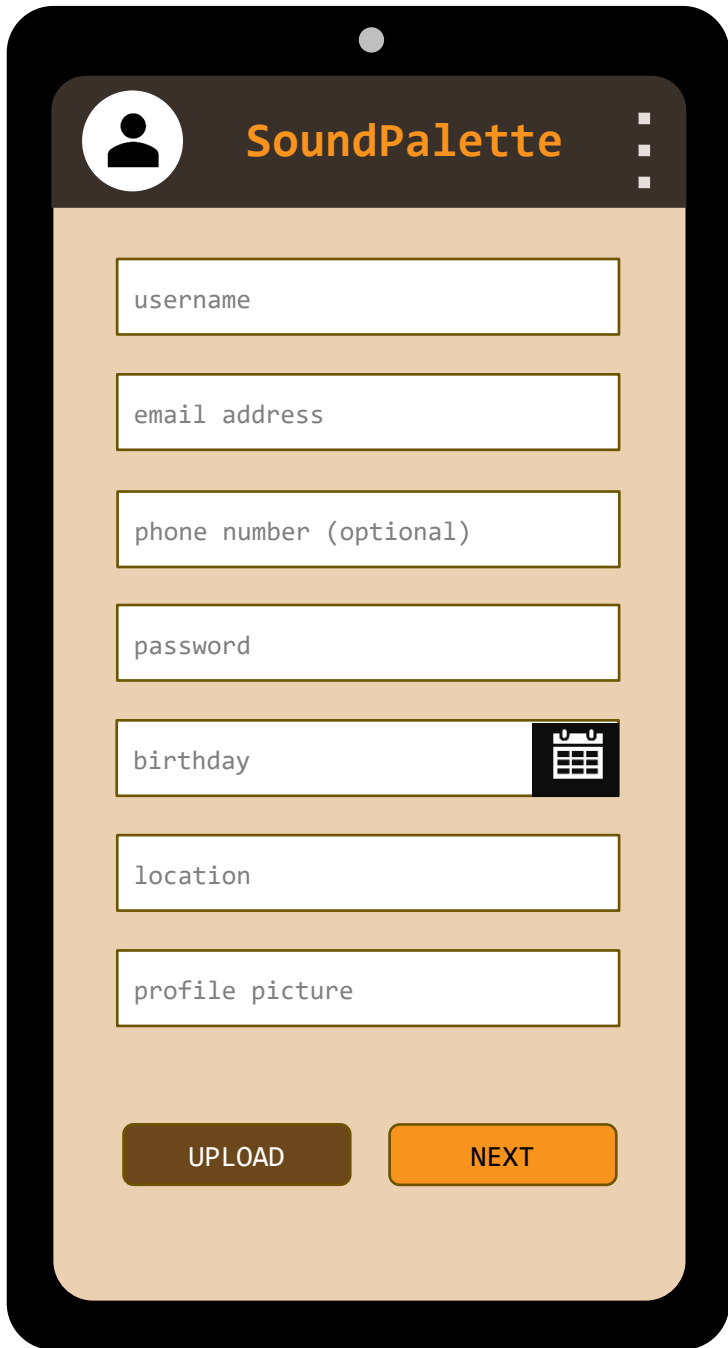 SoundPalette
username
email address
phone number (optional)
password
birthday
location
profile picture
UPLOAD
NEXT